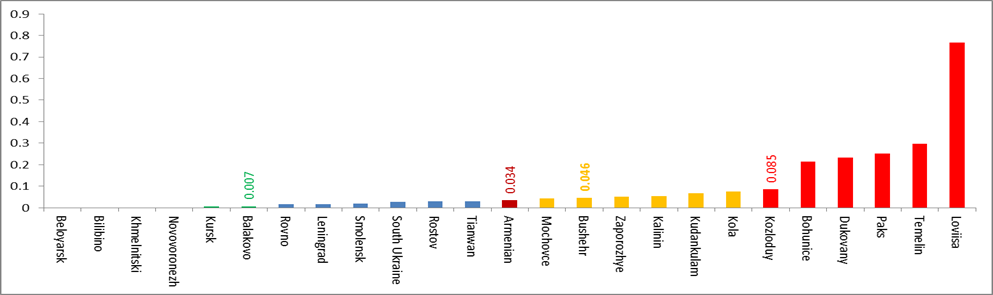 0.9
0.8
0.7
0.6
0.5
0.4
0.3
0.2
0.1
0
0.007
0.034
0.046
0.085
Beloyarsk
Bilibino
Khmelnitski
Novovoronezh
Kursk
Balakovo
Rovno
Leningrad
Smolensk
South Ukraine
Rostov
Tianwan
Armenian
Mochovce
Bushehr
Zaporozhye
Kalinin
Kudankulam
Kola
Kozloduy
Bohunice
Dukovany
Paks
Temelin
Loviisa